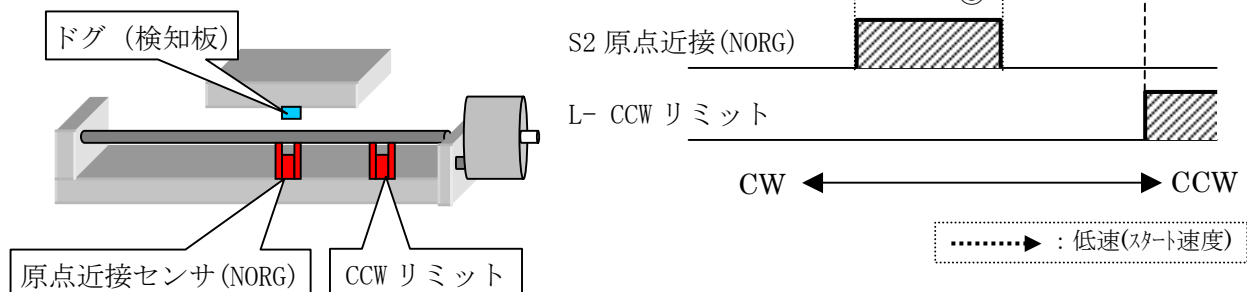 ドグ (検知板)
原点近接センサ(NORG)
CCW リミット
S2 原点近接(NORG)
L- CCW リミット
CW
CCW
: 低速(スタート速度)